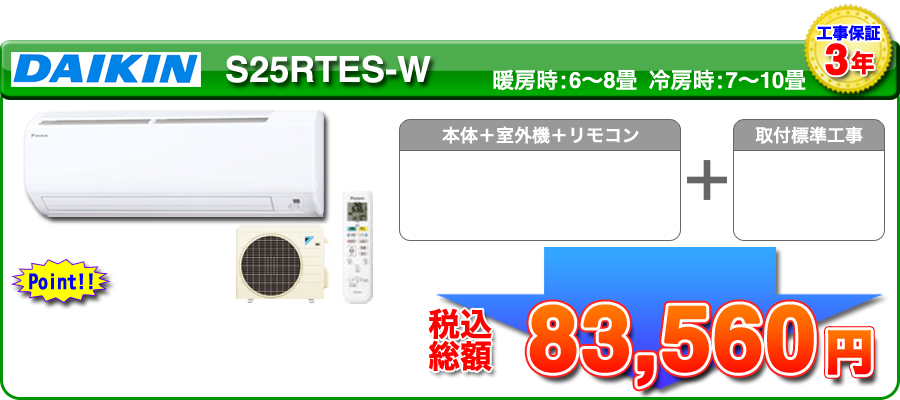 DAIKIN S25RTES-W
暖房時:6〜8畳 冷房時:7〜10畳
工事保証
3年
DAIKIN
本体＋室外機＋リモコン
＋
取付標準工事
Point!!
税込
総額
83,560円